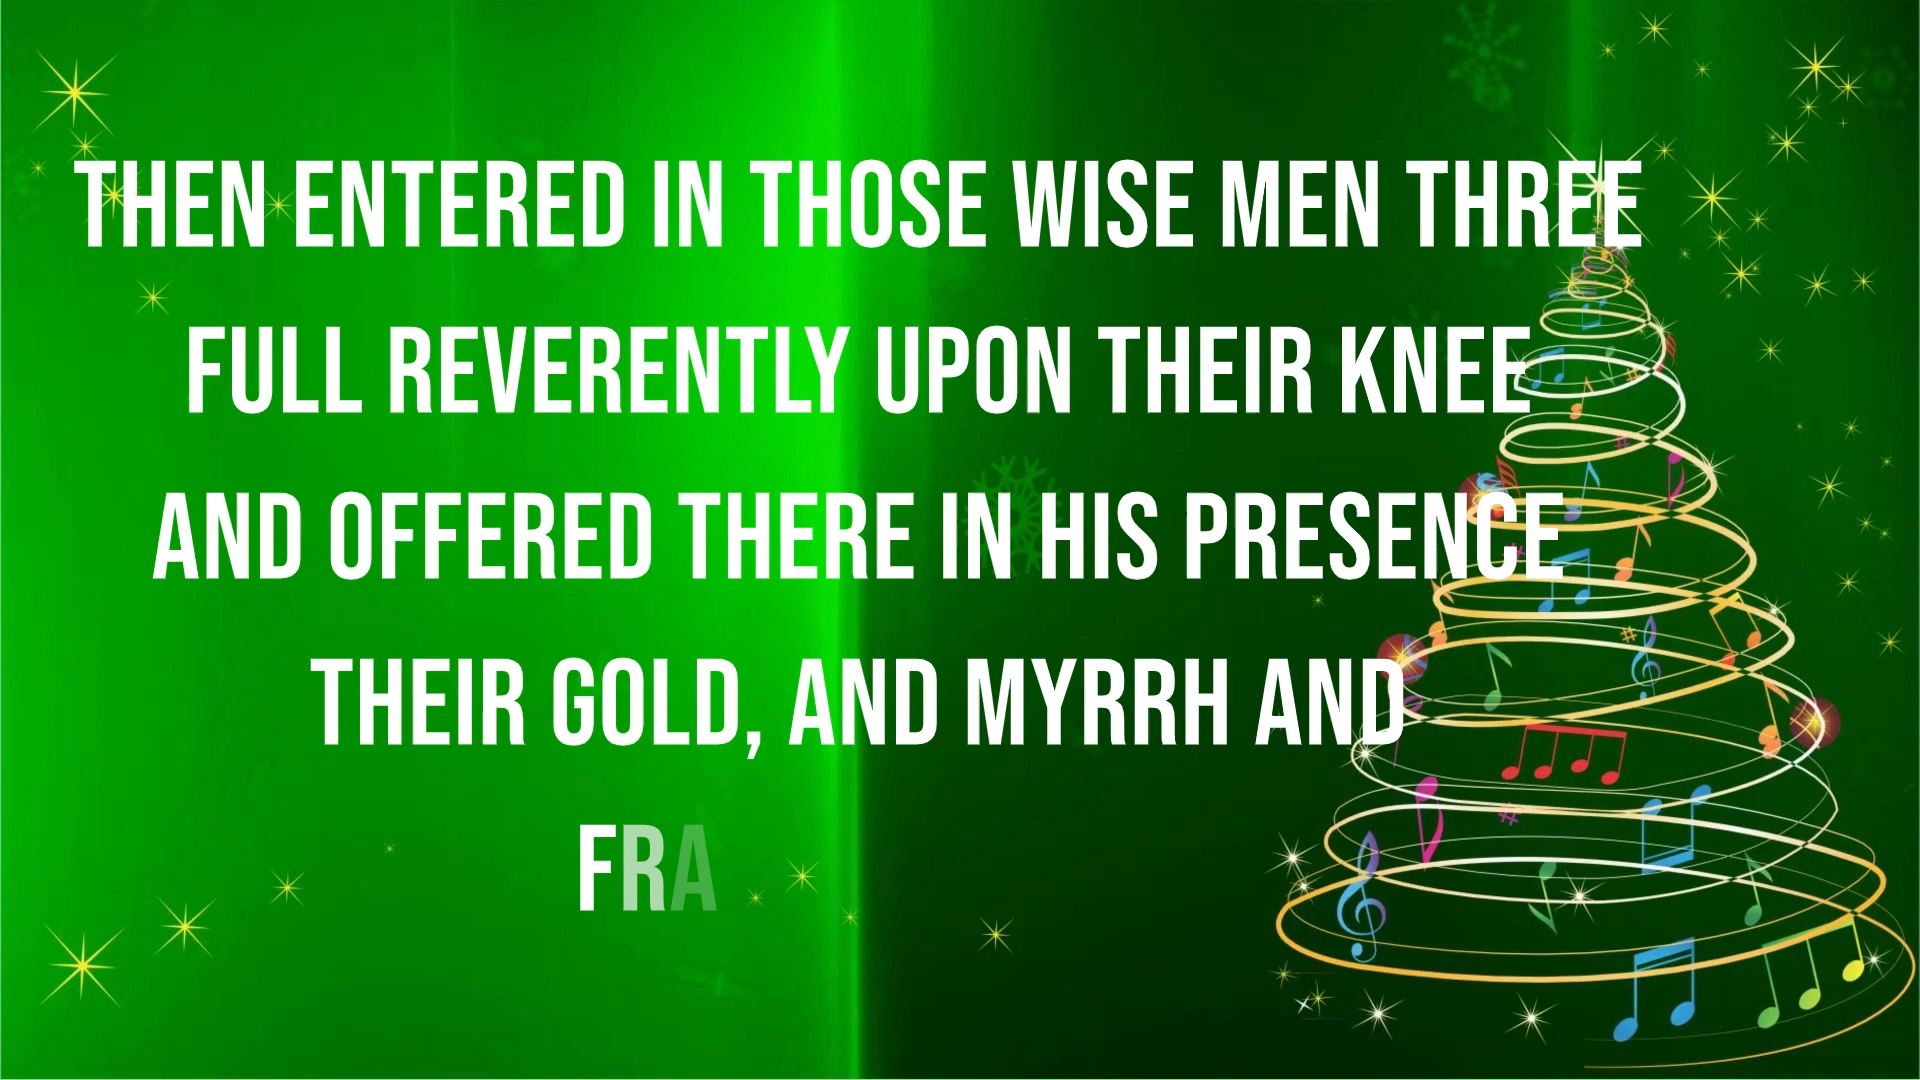 THEN ENTERED IN THOSE WISE MEN THREE
FULL REVERENTLY UPON THEIR KNEE
AND OFFERED THERE IN HIS PRESENCE
THEIR GOLD, AND MYRRH AND
FRA